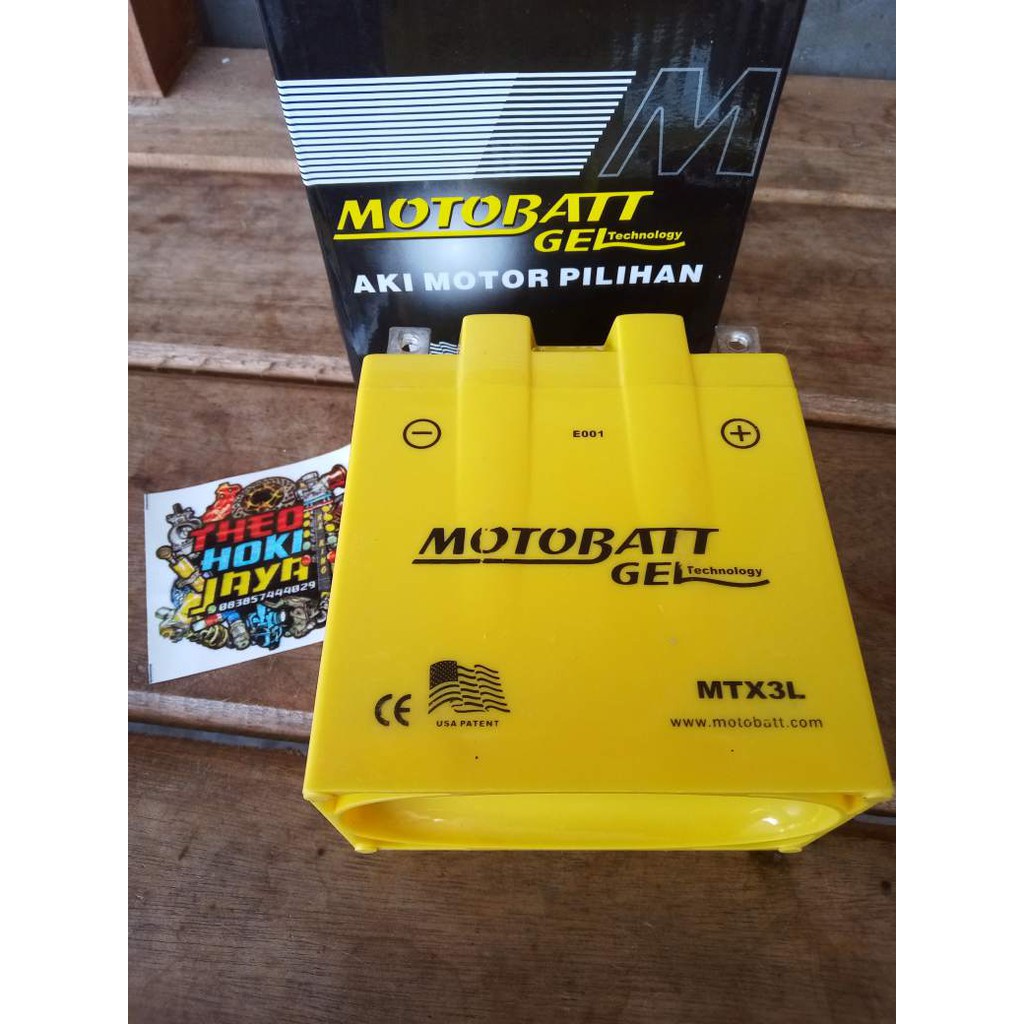 M
MOTOBATT
GEL Technology
AKI MOTOR PILIHAN
E001
MOTOBATT
GEL Technology
THEO
HOKI
JAYA
083857444029
CE
USA PATENT
MTX3L
www.motobatt.com